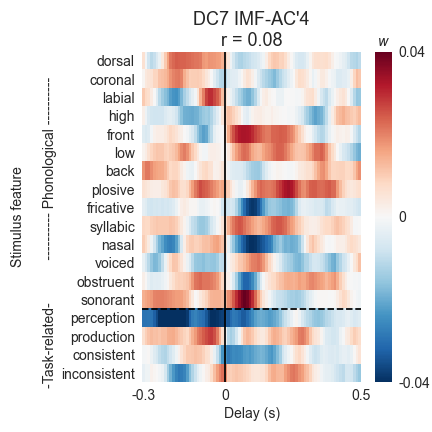 DC7 IMF-AC'4
r = 0.08
w
dorsal
coronal
labial
high
front
low
back
plosive
fricative
syllabic
nasal
voiced
obstruent
sonorant
perception
production
consistent
inconsistent
Stimulus feature
---------- Phonological ----------
-Task-related-
0.04
0
-0.04
-0.3
0
0.5
Delay (s)